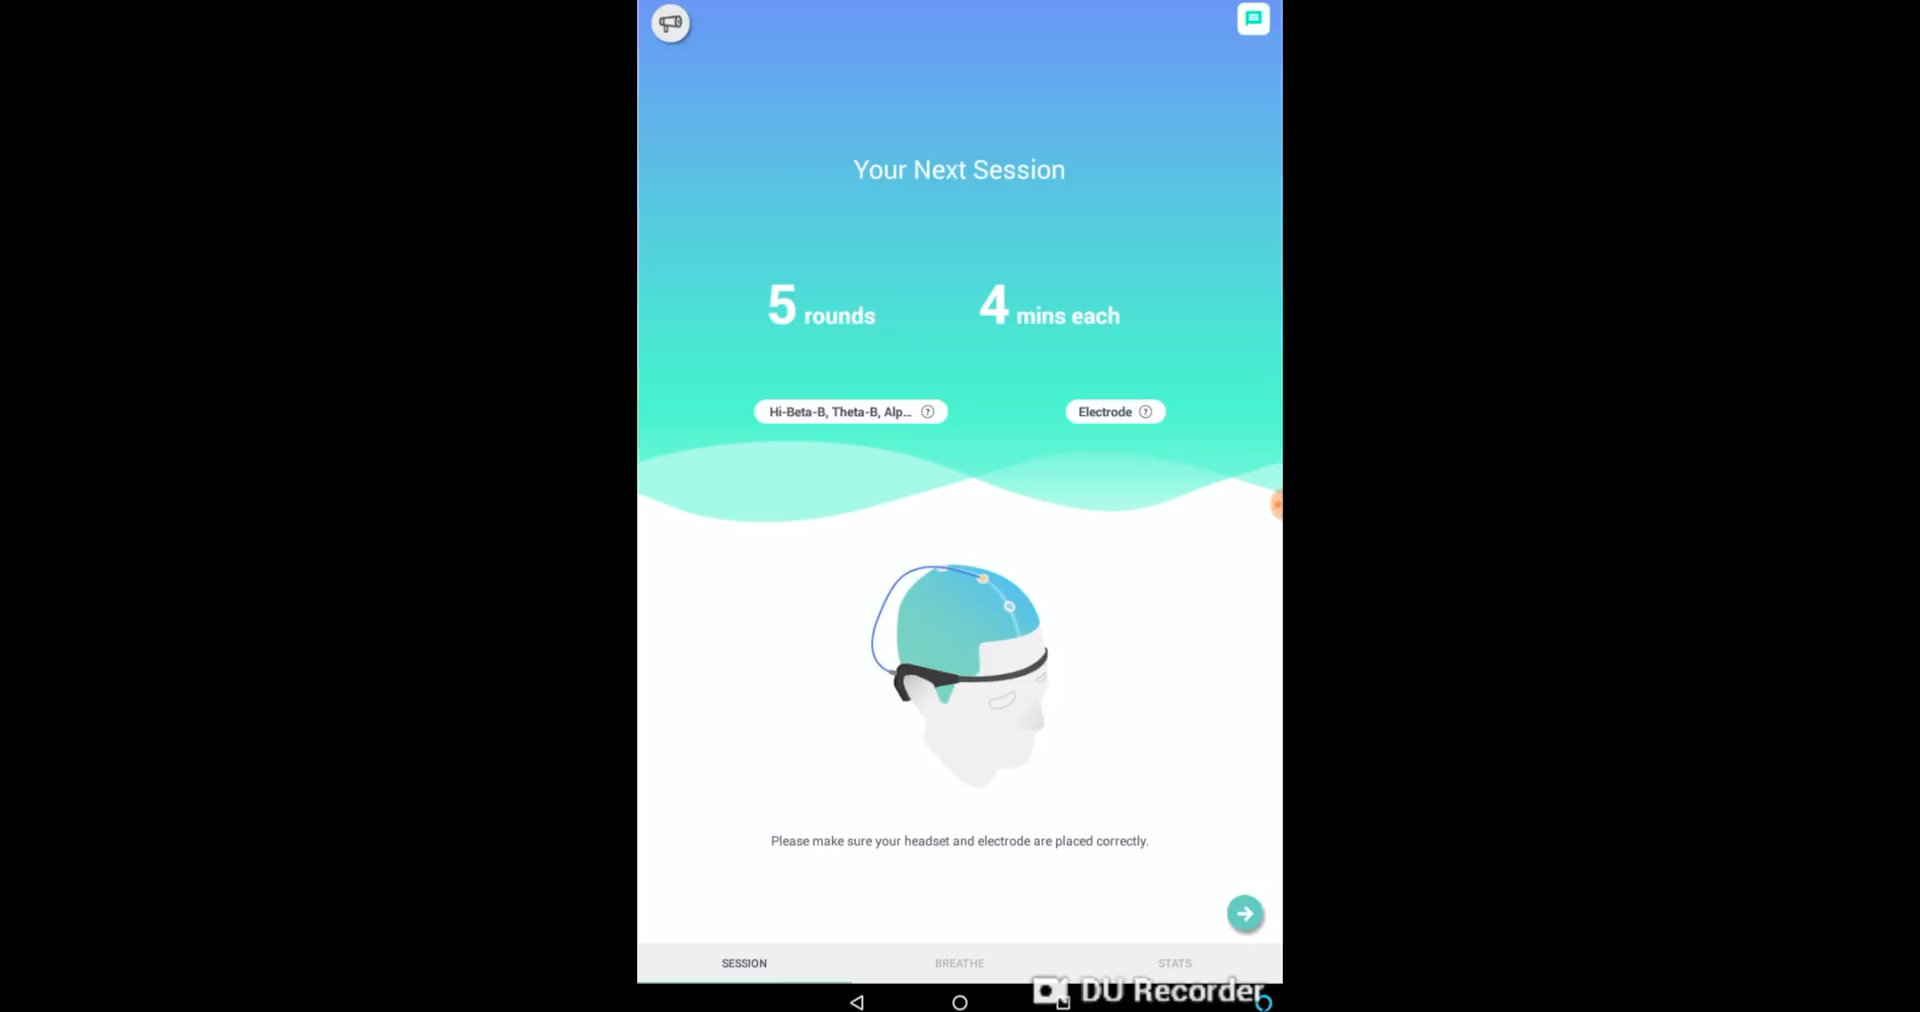 Your Next Session
5 rounds
4 mins each
Hi-Beta-B, Theta-B, Alp...
Electrode
Please make sure your headset and electrode are placed correctly.
SESSION
BREATHE
STATS
DU Recorder